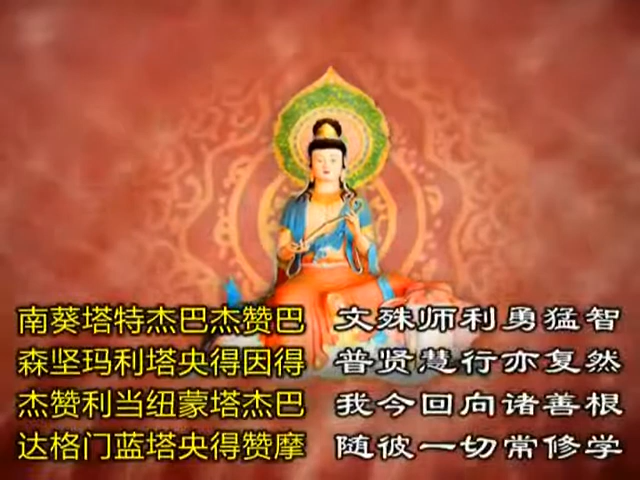 南葵塔特杰巴杰赞巴 文殊师利勇猛智
森坚玛利塔央得因得 普贤慧行亦复然
杰赞利当纽蒙塔杰巴 我今回向诸善根
达格门蓝塔央得赞摩 随彼一切常修学